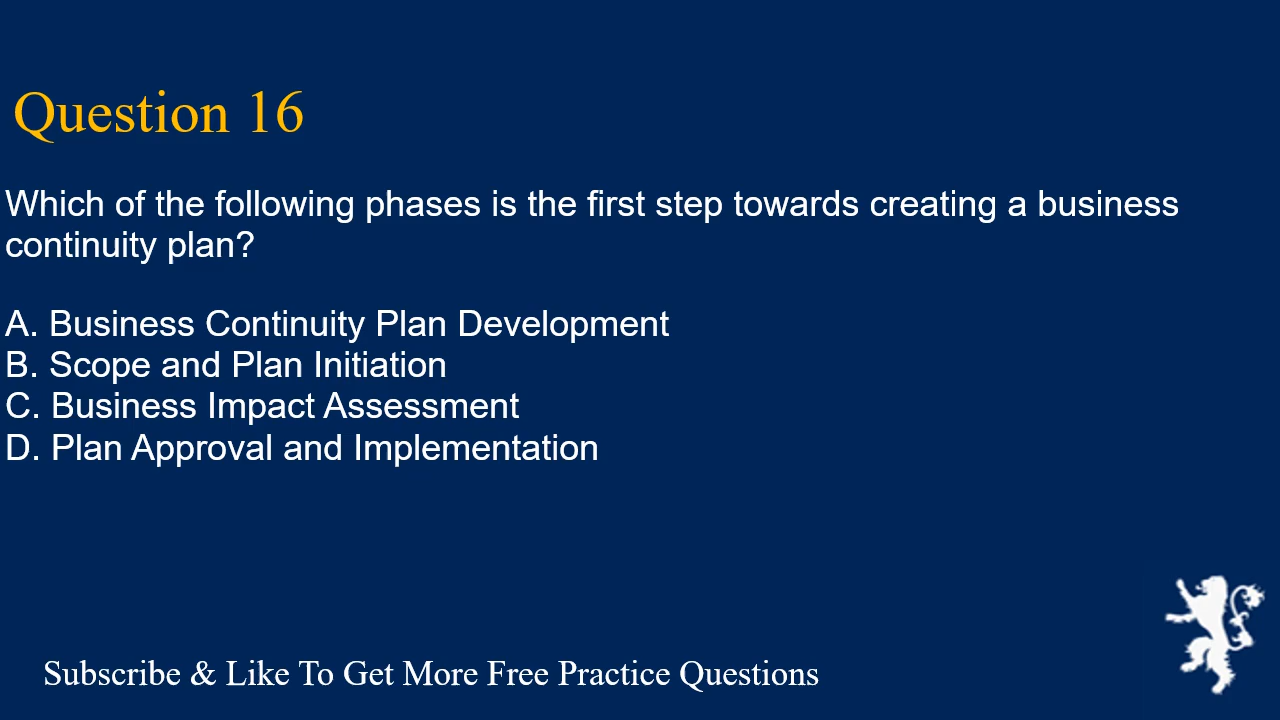 Question 16
Which of the following phases is the first step towards creating a business
continuity plan?
A. Business Continuity Plan Development
B. Scope and Plan Initiation
C. Business Impact Assessment
D. Plan Approval and Implementation
Subscribe & Like To Get More Free Practice Questions